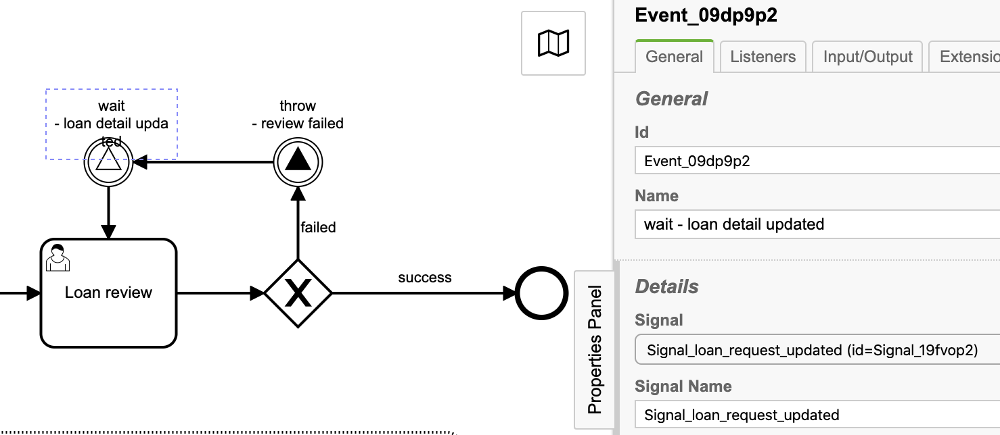 wait
- loan detail upda
ted
throw
- review failed
failed
Loan review
X
success
Properties Panel
Event_09dp9p2
General
Listeners
Input/Output
Extensio
General
Id
Event_09dp9p2
Name
wait - loan detail updated
Details
Signal
Signal_loan_request_updated (id=Signal_19fvop2)
Signal Name
Signal_loan_request_updated